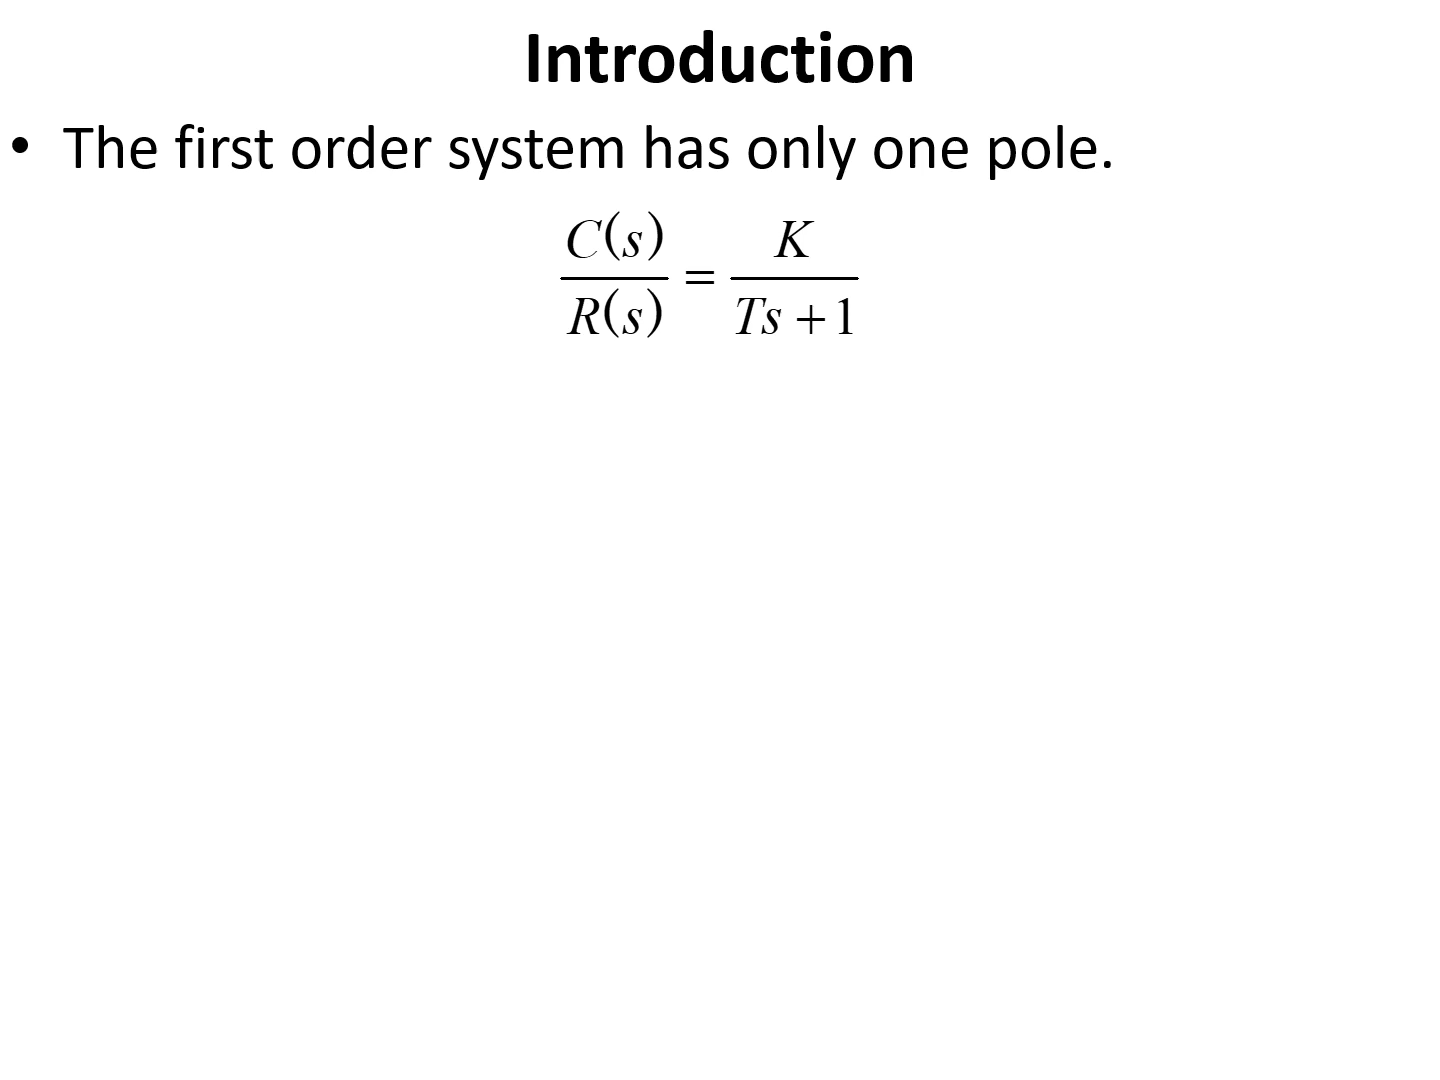 Introduction
• The first order system has only one pole.
C(s)/R(s) = K/(Ts + 1)